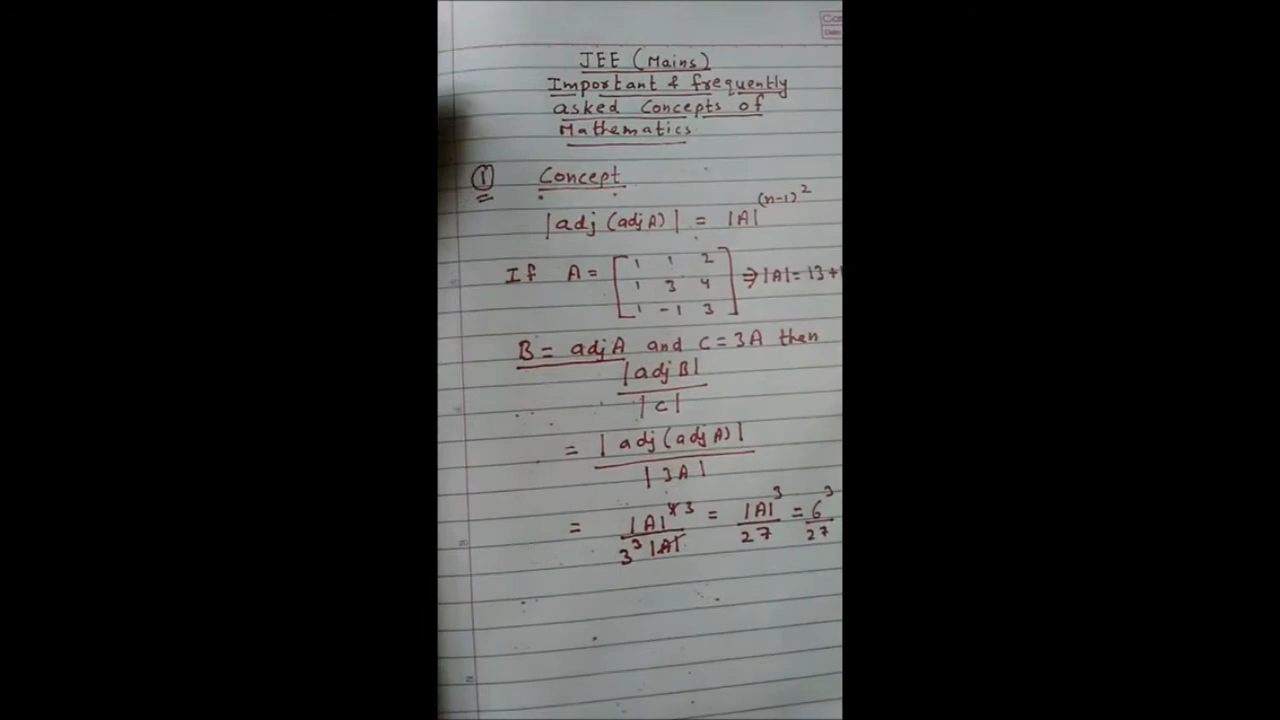 JEE (Mains)
Important & frequently
asked Concepts of
Mathematics
① Concept
|adj (adj A)| = |A|^(n-1)^2
If A = [1 1 2
1 3 4
1 -1 3] ⇒ |A| = 13 +
B = adj A and C = 3A then
|adj B|
|C|
= |adj (adj A)|
|3A|
= |A|^4 3 / 3^3 |A| = |A|^3 / 27 = 6^3 / 27